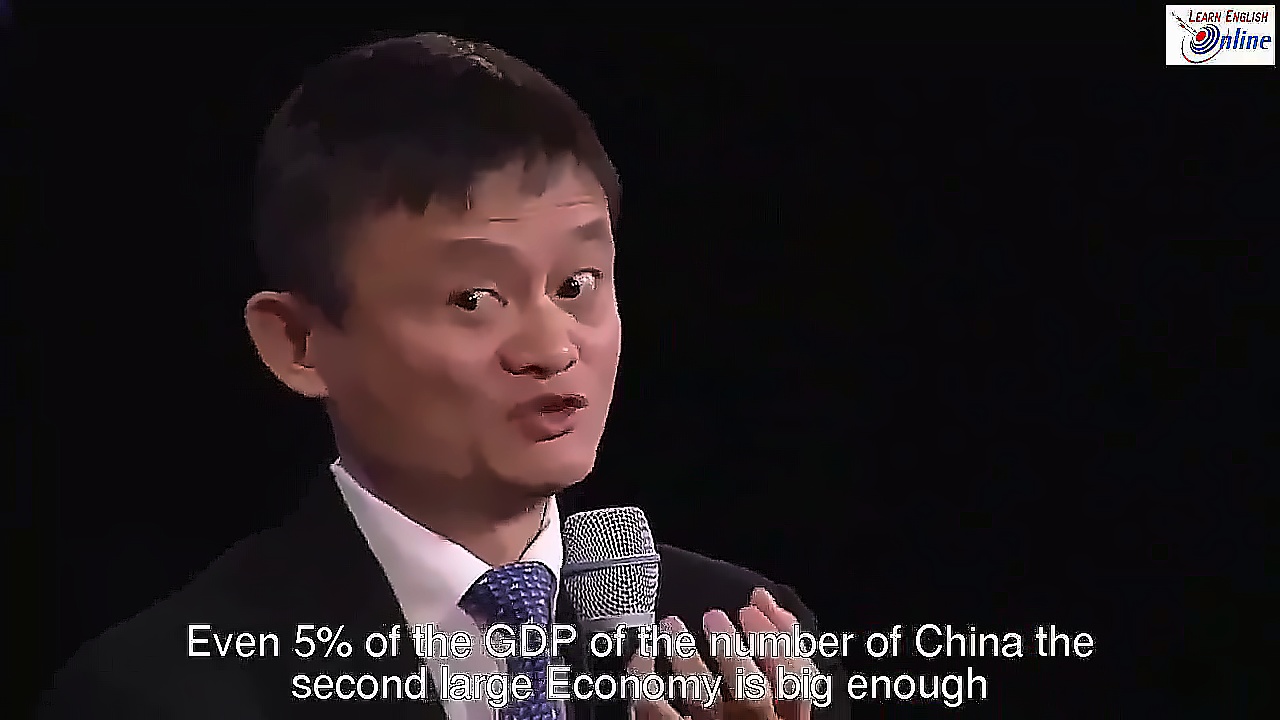 LEARN ENGLISH
Online
Even 5% of the GDP of the number of China the
second large Economy is big enough